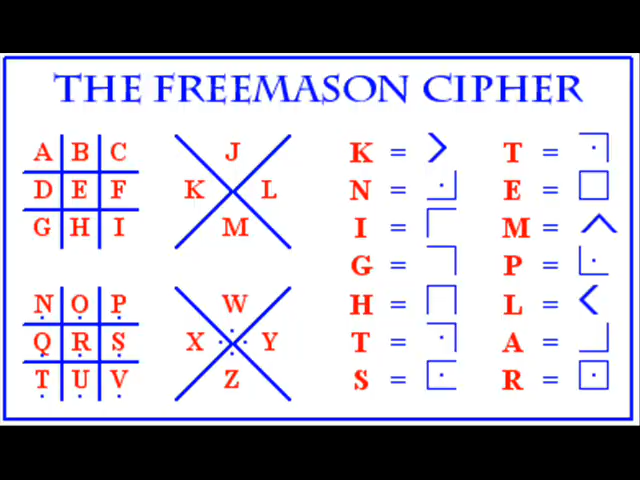 THE FREEMASON CIPHER
A B C
D E F
G H I
J
K L
M
N O P
Q R S
T U V
W
X Y
Z
K =
N =
I =
G =
H =
T =
S =
T =
E =
M =
P =
L =
A =
R =